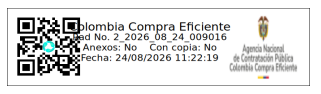 Colombia Compra Eficiente
Rad No. 2_2026_08_24_009016
Anexos: No    Con copia: No
Fecha: 24/08/2026 11:22:19
Agencia Nacional
de Contratación Pública
Colombia Compra Eficiente